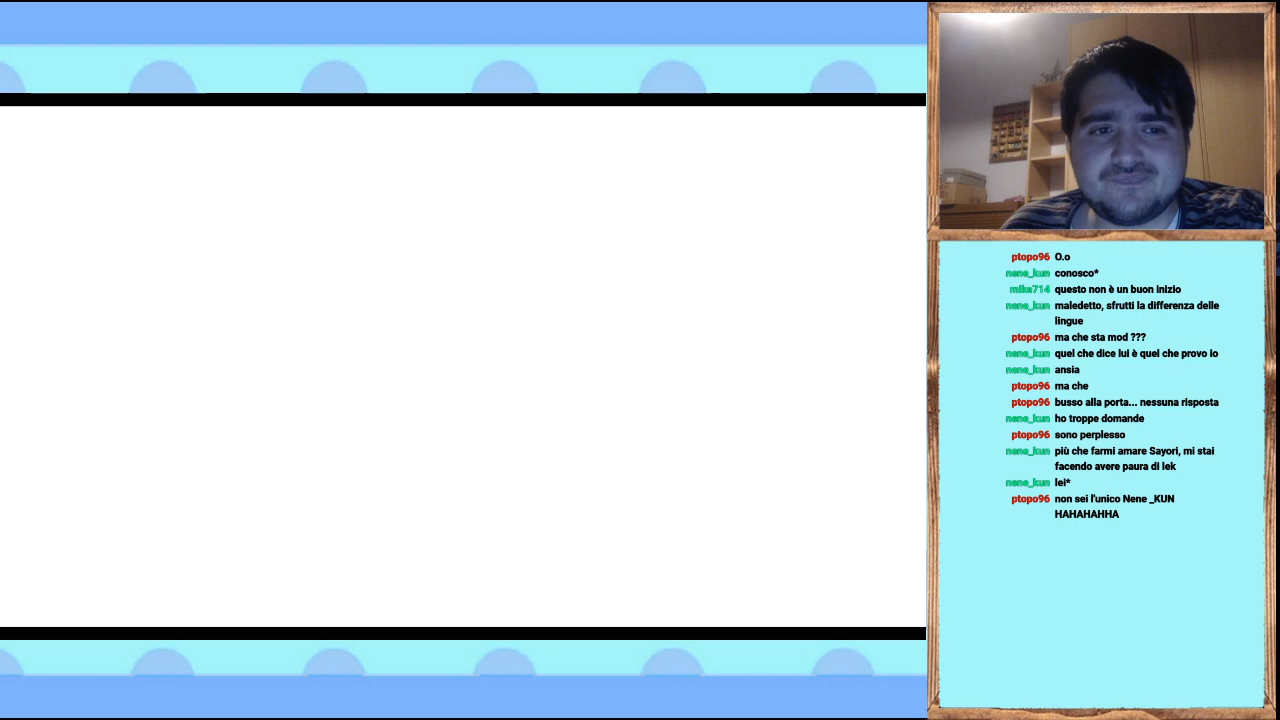 ptopo96 O.o
nene_kun conosco*
mike714 questo non è un buon inizio
nene_kun maledetto, sfrutti la differenza delle
lingue
ptopo96 ma che sta mod ???
nene_kun quel che dice lui è quel che provo io
nene_kun ansia
ptopo96 ma che
ptopo96 busso alla porta... nessuna risposta
nene_kun ho troppe domande
ptopo96 sono perplesso
nene_kun più che farmi amare Sayori, mi stai
facendo avere paura di lek
nene_kun lei*
ptopo96 non sei l'unico Nene _KUN
HAHAHAHHA